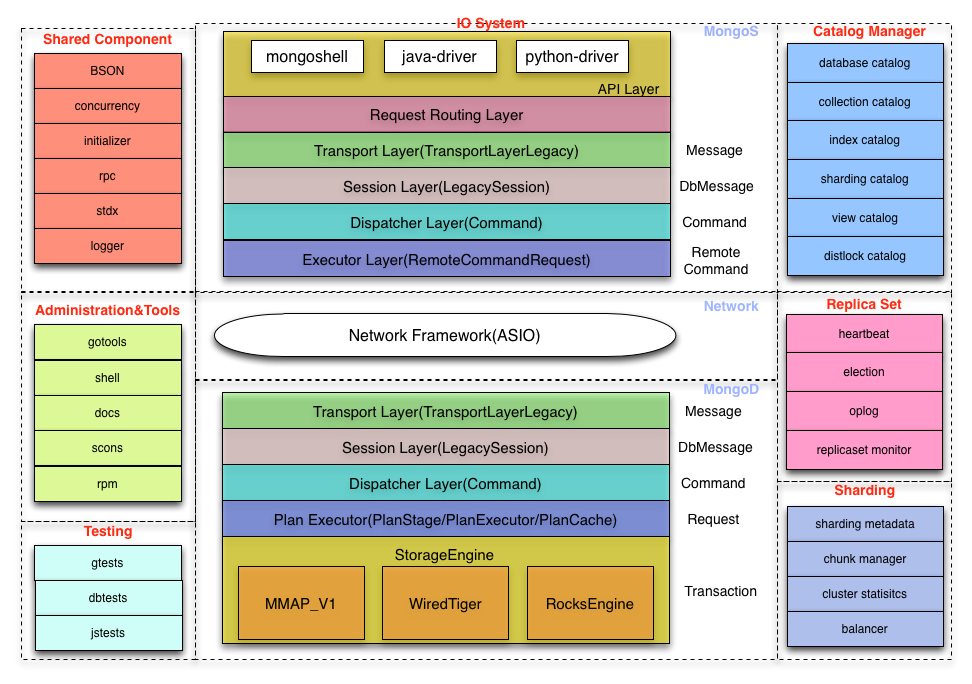 Shared Component
BSON
concurrency
initializer
rpc
stdx
logger
Administration&Tools
gotools
shell
docs
scons
rpm
Testing
gtests
dbtests
jstests
IO System
MongoS
mongoshell
java-driver
python-driver
API Layer
Request Routing Layer
Transport Layer(TransportLayerLegacy)
Message
Session Layer(LegacySession)
DbMessage
Dispatcher Layer(Command)
Command
Executor Layer(RemoteCommandRequest)
Remote
Command
Network
Network Framework(ASIO)
MongoD
Transport Layer(TransportLayerLegacy)
Message
Session Layer(LegacySession)
DbMessage
Dispatcher Layer(Command)
Command
Plan Executor(PlanStage/PlanExecutor/PlanCache)
Request
StorageEngine
MMAP_V1
WiredTiger
RocksEngine
Transaction
Catalog Manager
database catalog
collection catalog
index catalog
sharding catalog
view catalog
distlock catalog
Replica Set
heartbeat
election
oplog
replicaset monitor
Sharding
sharding metadata
chunk manager
cluster statisitcs
balancer